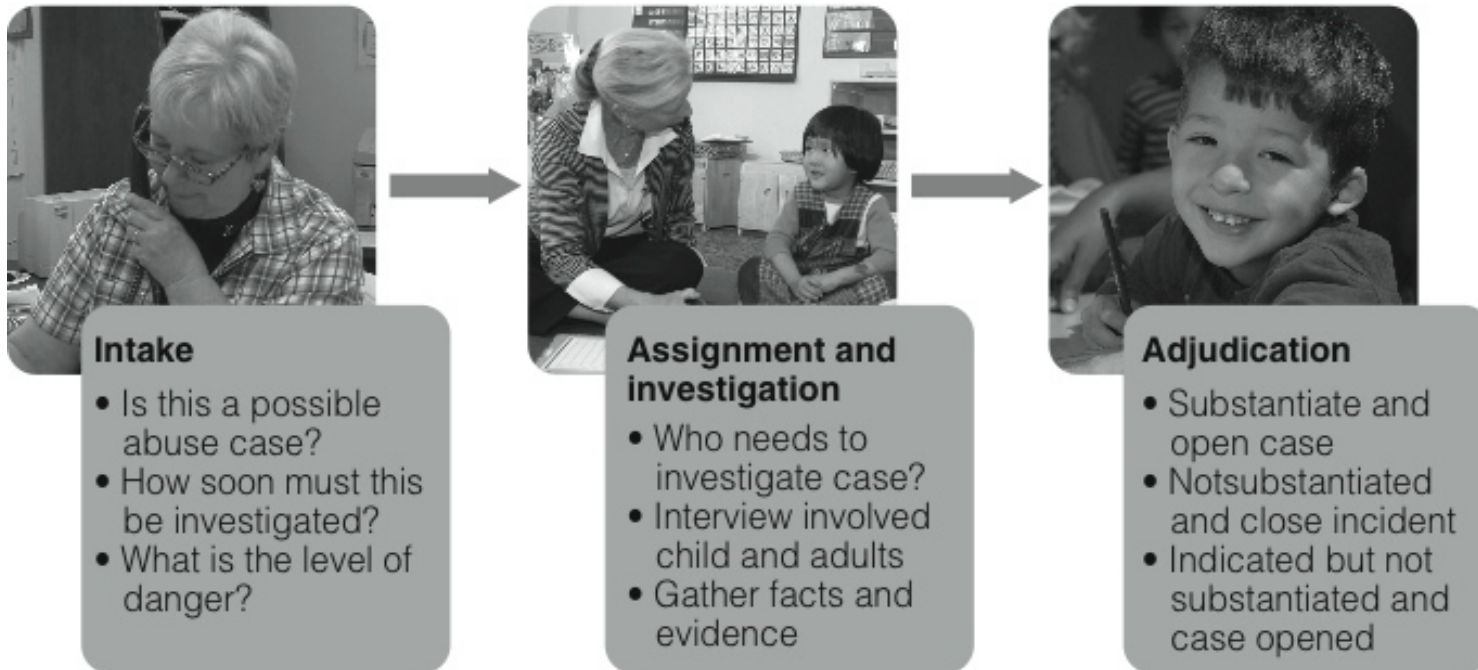 Intake
• Is this a possible
abuse case?
• How soon must this
be investigated?
• What is the level of
danger?
Assignment and
investigation
• Who needs to
investigate case?
• Interview involved
child and adults
• Gather facts and
evidence
Adjudication
• Substantiate and
open case
• Notsubstantiated
and close incident
• Indicated but not
substantiated and
case opened